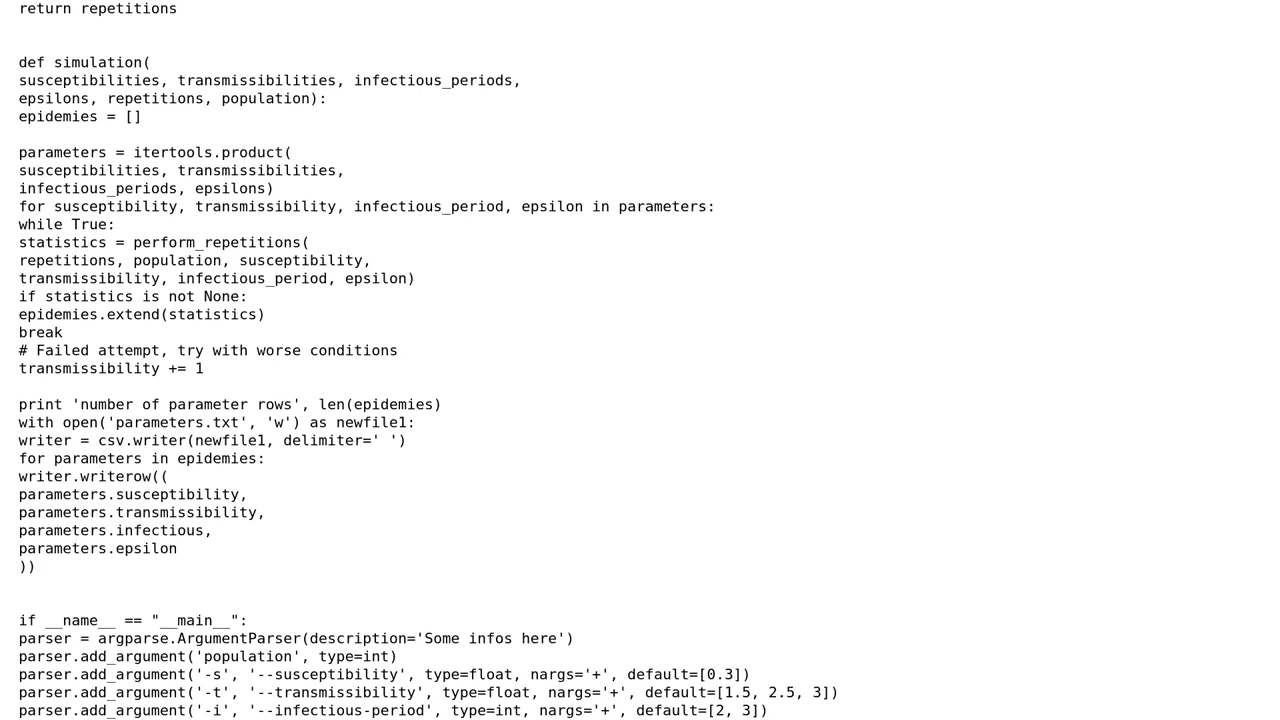 return repetitions
def simulation(
susceptibilities, transmissibilities, infectious_periods,
epsilons, repetitions, population):
epidemies = []
parameters = itertools.product(
susceptibilities, transmissibilities,
infectious_periods, epsilons)
for susceptibility, transmissibility, infectious_period, epsilon in parameters:
while True:
statistics = perform_repetitions(
repetitions, population, susceptibility,
transmissibility, infectious_period, epsilon)
if statistics is not None:
epidemies.extend(statistics)
break
# Failed attempt, try with worse conditions
transmissibility += 1
print 'number of parameter rows', len(epidemies)
with open('parameters.txt', 'w') as newfile1:
writer = csv.writer(newfile1, delimiter=' ')
for parameters in epidemies:
writer.writerow((
parameters.susceptibility,
parameters.transmissibility,
parameters.infectious,
parameters.epsilon
))
if __name__ == "__main__":
parser = argparse.ArgumentParser(description='Some infos here')
parser.add_argument('population', type=int)
parser.add_argument('-s', '--susceptibility', type=float, nargs='+', default=[0.3])
parser.add_argument('-t', '--transmissibility', type=float, nargs='+', default=[1.5, 2.5, 3])
parser.add_argument('-i', '--infectious-period', type=int, nargs='+', default=[2, 3])